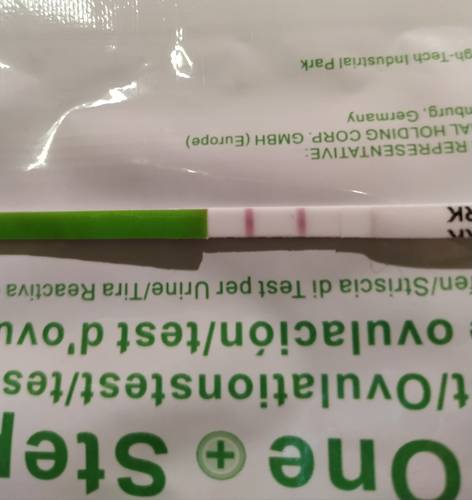 One + Step
t/Ovulationstest/tes
ovulación/test d'ovu
en/Striscia di Test per Urine/Tira Reactiva
REPRESENTATIVE:
AL HOLDING CORP. GMBH (Europe)
mburg, Germany
gh-Tech Industrial Park